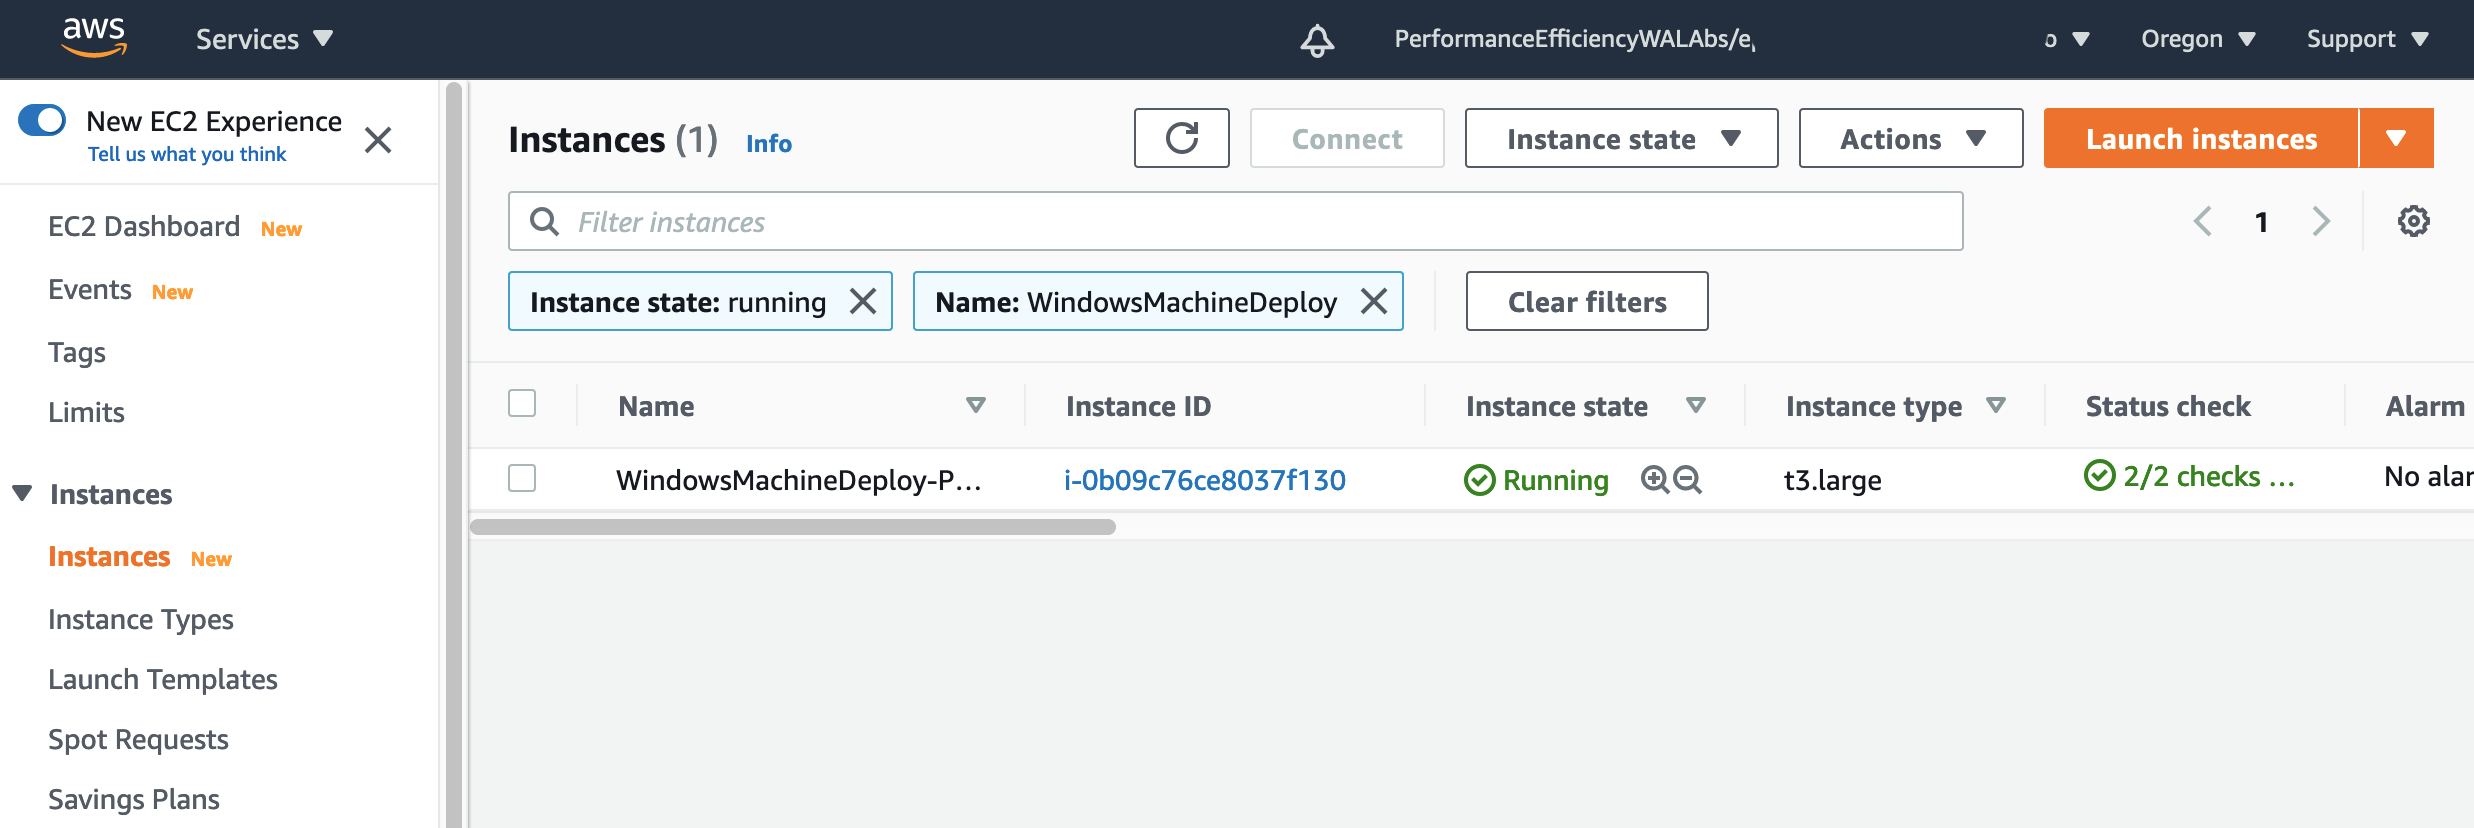 aws Services PerformanceEfficiencyWALAbs/e Oregon Support
New EC2 Experience
Tell us what you think
EC2 Dashboard New
Events New
Tags
Limits
Instances
Instances New
Instance Types
Launch Templates
Spot Requests
Savings Plans
Instances (1) Info Connect Instance state Actions Launch instances
Filter instances 1
Instance state: running Name: WindowsMachineDeploy Clear filters
Name Instance ID Instance state Instance type Status check Alarm
WindowsMachineDeploy-P... i-0b09c76ce8037f130 Running t3.large 2/2 checks ... No alar